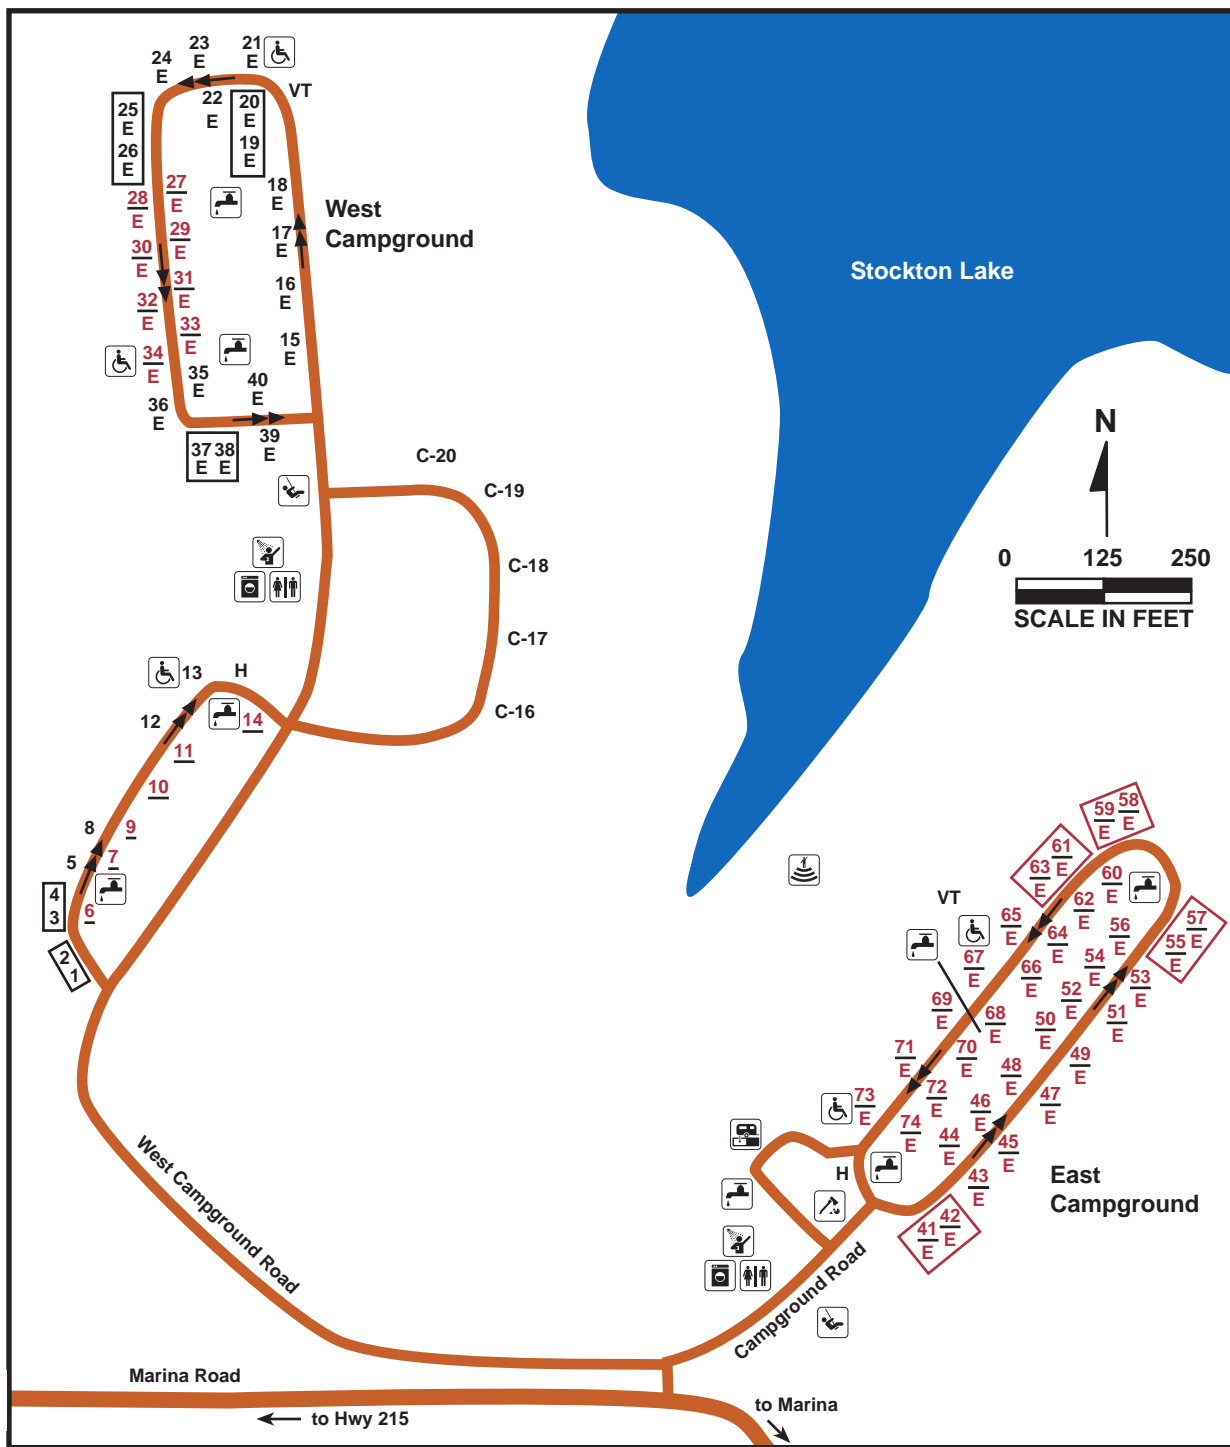 23
21
24
E
E
E
VT
22
E
20
E
19
E
25
E
26
E
27
E
28
E
18
E
29
E
30
E
17
E
West
Campground
Stockton Lake
31
E
32
E
16
E
33
E
34
E
15
E
35
E
40
E
36
E
39
E
37 38
E E
C-20
C-19
C-18
C-17
C-16
N
0 125 250
SCALE IN FEET
13
H
12
14
11
10
8
9
7
5
4
3
6
2
1
59
E
58
E
61
E
63
E
60
E
VT
62
E
65
E
64
E
56
E
57
E
55
E
67
E
66
E
54
E
53
E
52
E
69
E
68
E
50
E
51
E
71
E
70
E
49
E
48
E
73
E
72
E
47
E
46
E
74
E
44
E
45
E
H
43
E
East
Campground
42
E
41
E
West Campground Road
Campground Road
Marina Road
to Hwy 215
to Marina